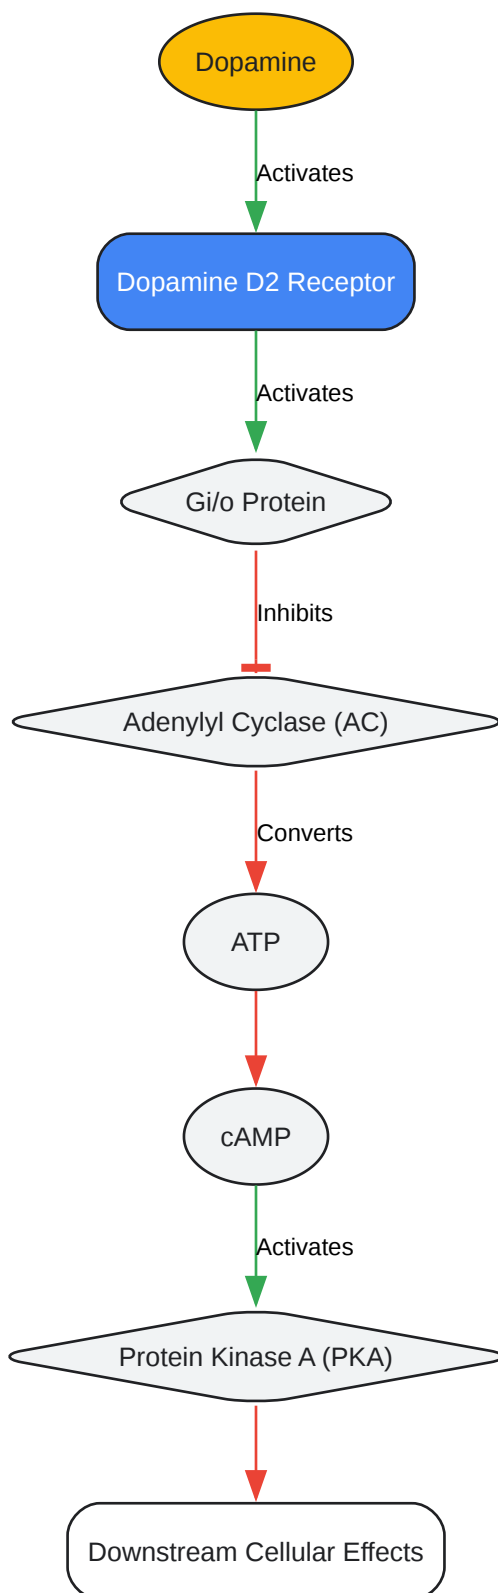 Dopamine
Activates
Dopamine D2 Receptor
Activates
Gi/o Protein
Inhibits
Adenylyl Cyclase (AC)
Converts
ATP
cAMP
Activates
Protein Kinase A (PKA)
Downstream Cellular Effects